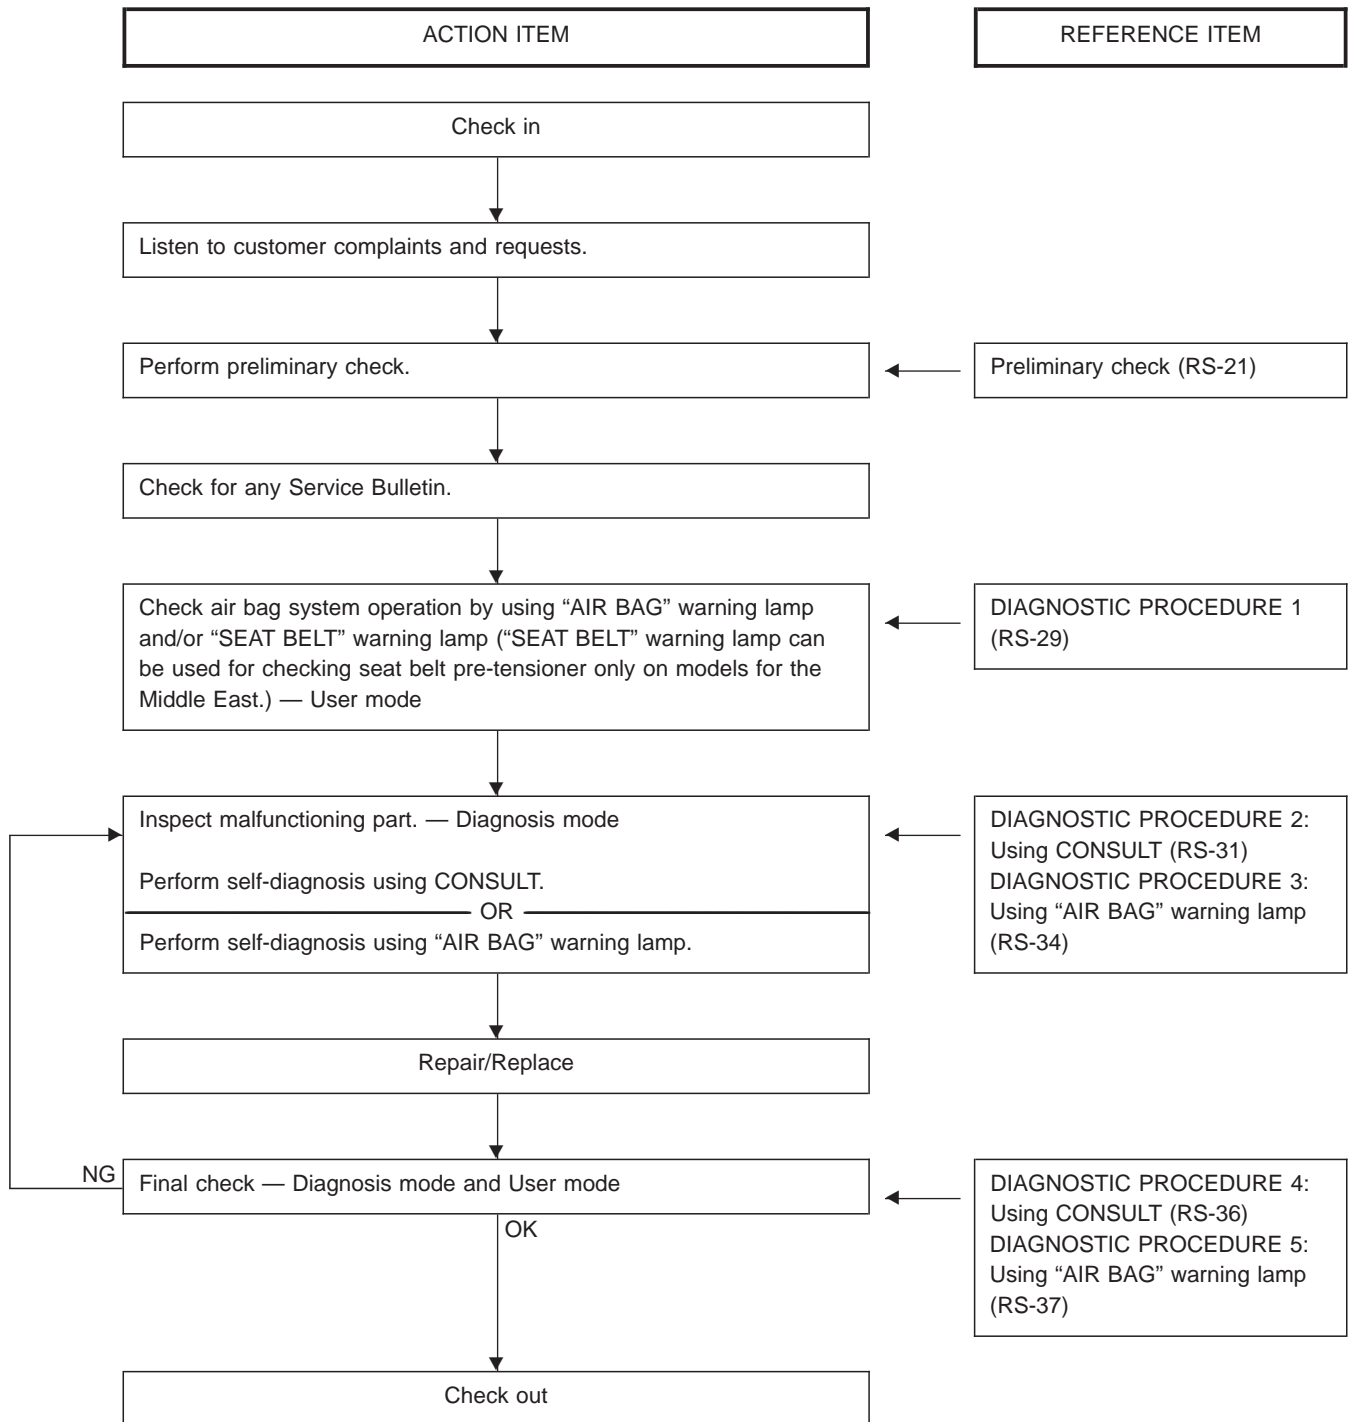 ACTION ITEM
REFERENCE ITEM
Check in
Listen to customer complaints and requests.
Perform preliminary check.
Preliminary check (RS-21)
Check for any Service Bulletin.
Check air bag system operation by using “AIR BAG” warning lamp
and/or “SEAT BELT” warning lamp (“SEAT BELT” warning lamp can
be used for checking seat belt pre-tensioner only on models for the
Middle East.) — User mode
DIAGNOSTIC PROCEDURE 1
(RS-29)
Inspect malfunctioning part. — Diagnosis mode
Perform self-diagnosis using CONSULT.
OR
Perform self-diagnosis using “AIR BAG” warning lamp.
DIAGNOSTIC PROCEDURE 2:
Using CONSULT (RS-31)
DIAGNOSTIC PROCEDURE 3:
Using “AIR BAG” warning lamp
(RS-34)
Repair/Replace
NG
Final check — Diagnosis mode and User mode
OK
DIAGNOSTIC PROCEDURE 4:
Using CONSULT (RS-36)
DIAGNOSTIC PROCEDURE 5:
Using “AIR BAG” warning lamp
(RS-37)
Check out